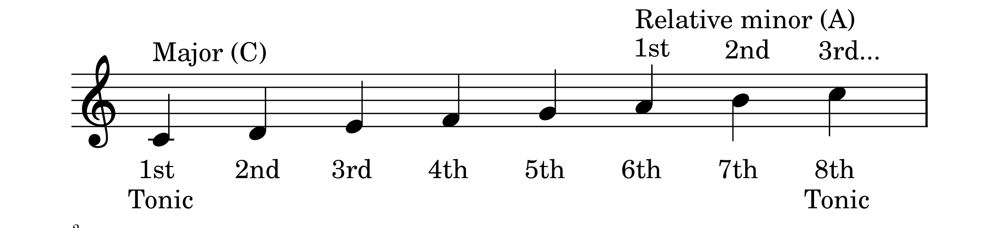 Relative minor (A)
Major (C) 1st 2nd 3rd...
1st 2nd 3rd 4th 5th 6th 7th 8th
Tonic Tonic